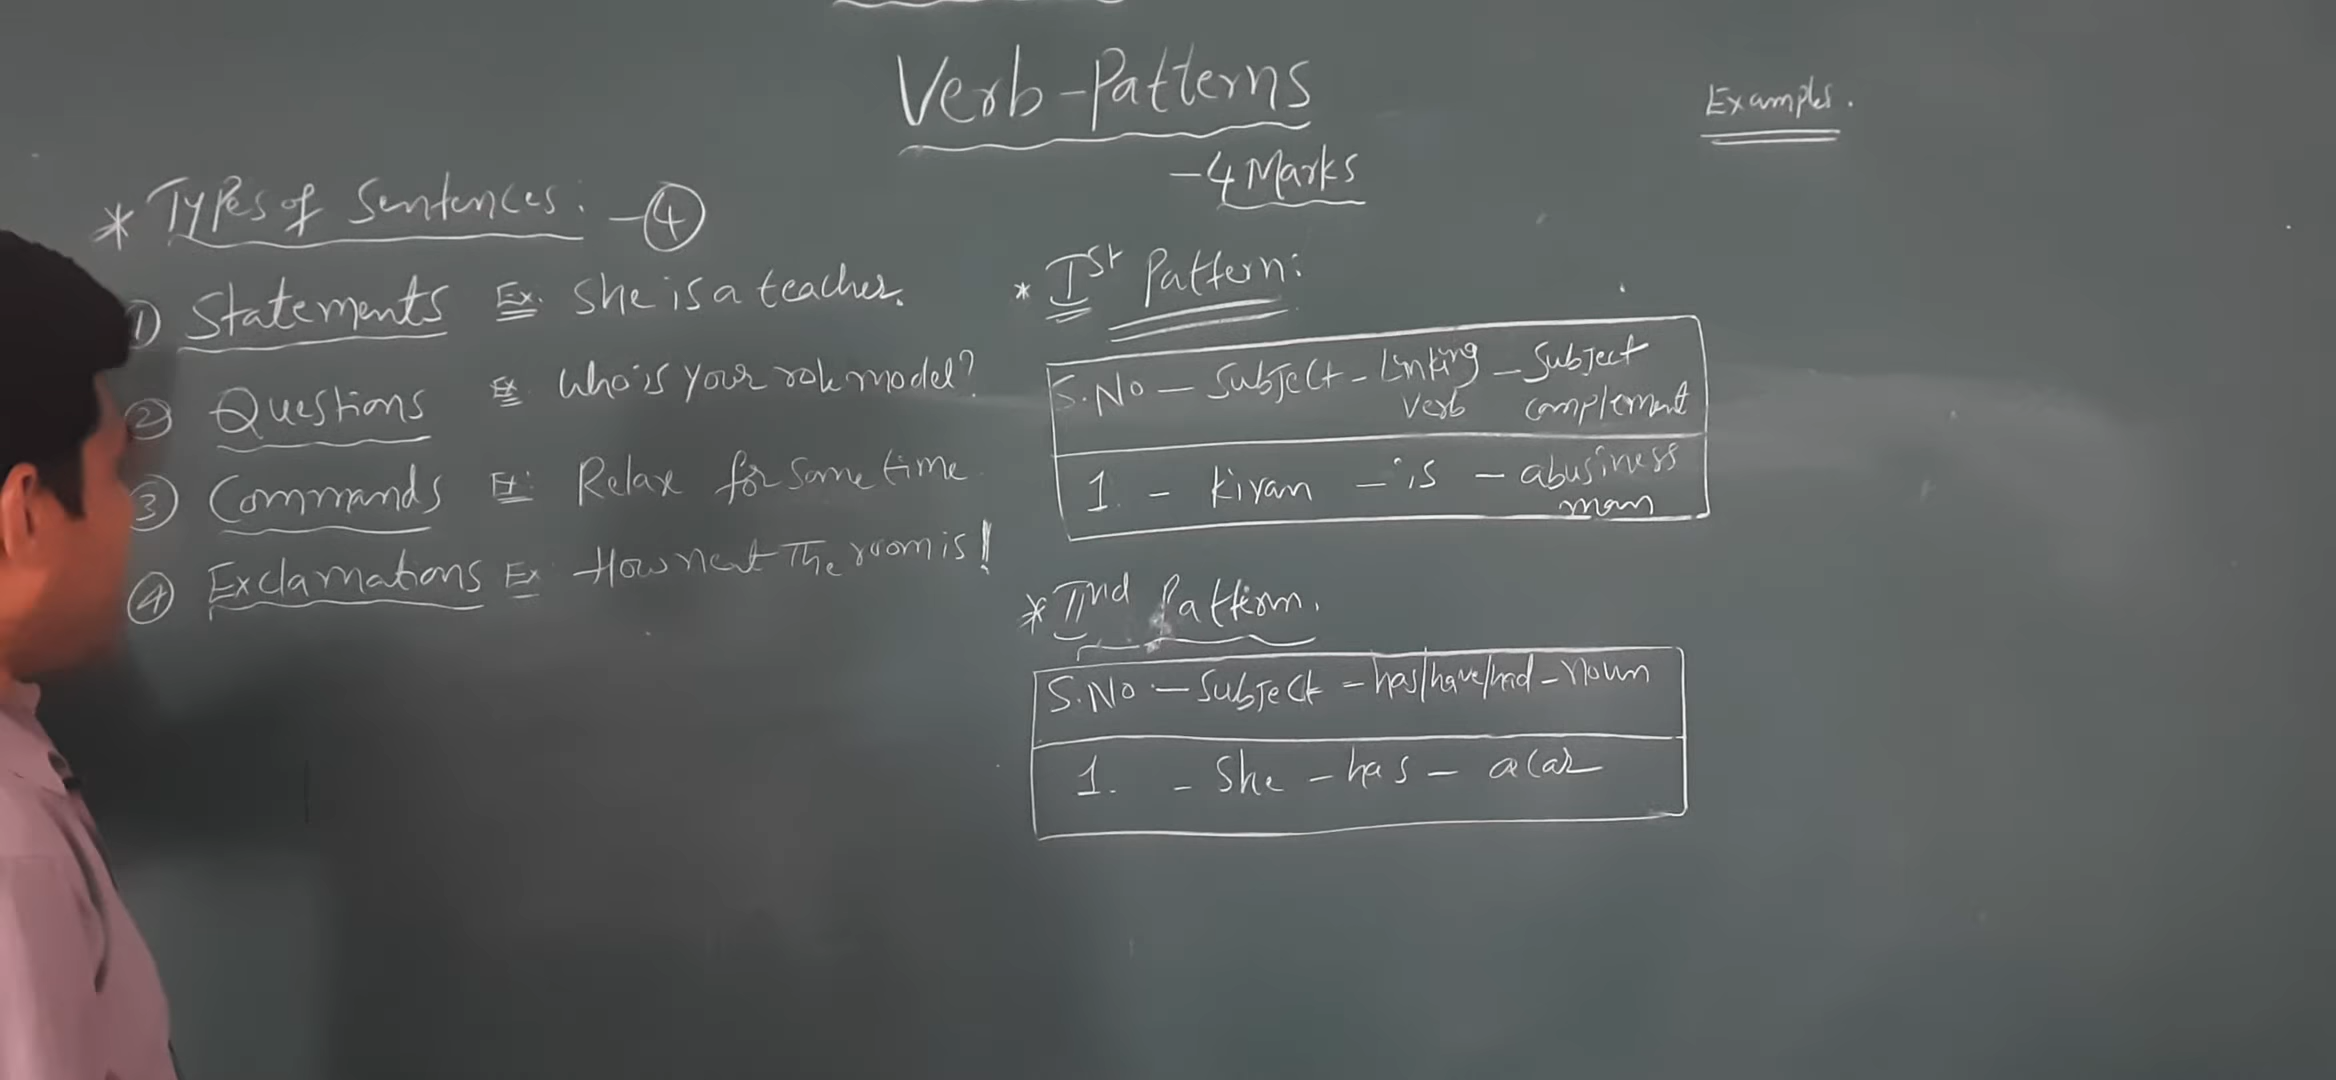 Verb-Patterns
-4 Marks
Examples.
* Types of Sentences: -④
① Statements Ex. She is a teacher.
② Questions Ex. Who is your role model?
③ Commands Ex: Relax for some time
④ Exclamations Ex How neat The room is!
* Ist Pattern:
S.No - Subject - Linking verb - Subject complement
1. - Kiran - is - a business man
* IInd Pattern.
S.No - Subject - has/have/had - Noun
1. - She - has - a car